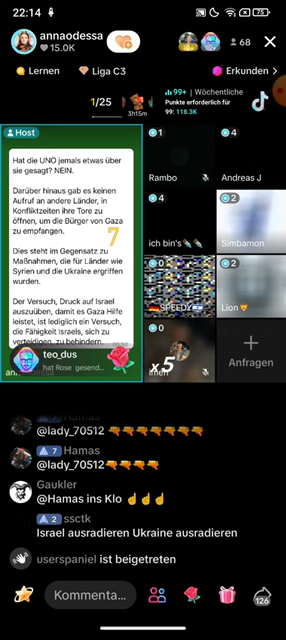 22:14
75
annaodessa
15.0K
68
Lernen
Liga C3
Erkunden >
1/25
3h15m
99+ | Wöchentliche
Punkte erforderlich für
99: 118.3K
TikTok
Host
Hat die UNO jemals etwas über
sie gesagt? NEIN.
Darüber hinaus gab es keinen
Aufruf an andere Länder, in
Konfliktzeiten ihre Tore zu
öffnen, um die Bürger von Gaza
zu empfangen.
7
Dies steht im Gegensatz zu
Maßnahmen, die für Länder wie
Syrien und die Ukraine ergriffen
wurden.
Der Versuch, Druck auf Israel
auszuüben, damit es Gaza Hilfe
leistet, ist lediglich ein Versuch,
die Fähigkeit Israels, sich zu
verteidigen, zu behindern.
teo_dus
hat Rose gesend...
x5
1
Rambo
4
Andreas J
4
ich bin's
2
Simbamon
0
SPEEDY
2
Lion
0
+
Anfragen
7 Hamas
@lady_70512
7 Hamas
@lady_70512
Gaukler
@Hamas ins Klo
2 ssctk
Israel ausradieren Ukraine ausradieren
userspaniel ist beigetreten
Kommenta...
126